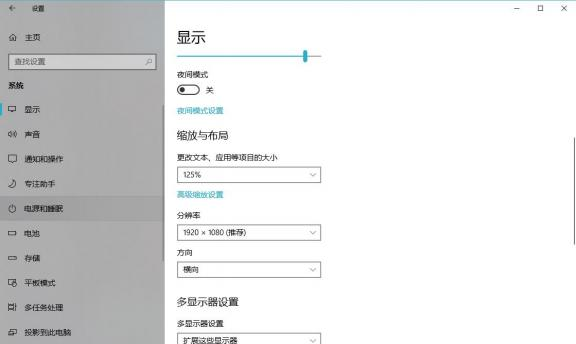 设置
主页
查找设置
系统
显示
声音
通知和操作
专注助手
电源和睡眠
电池
存储
平板模式
多任务处理
投影到此电脑
显示
夜间模式
关
夜间模式设置
缩放与布局
更改文本、应用等项目的大小
125%
高级缩放设置
分辨率
1920 × 1080 (推荐)
方向
横向
多显示器设置
多显示器设置
扩展这些显示器